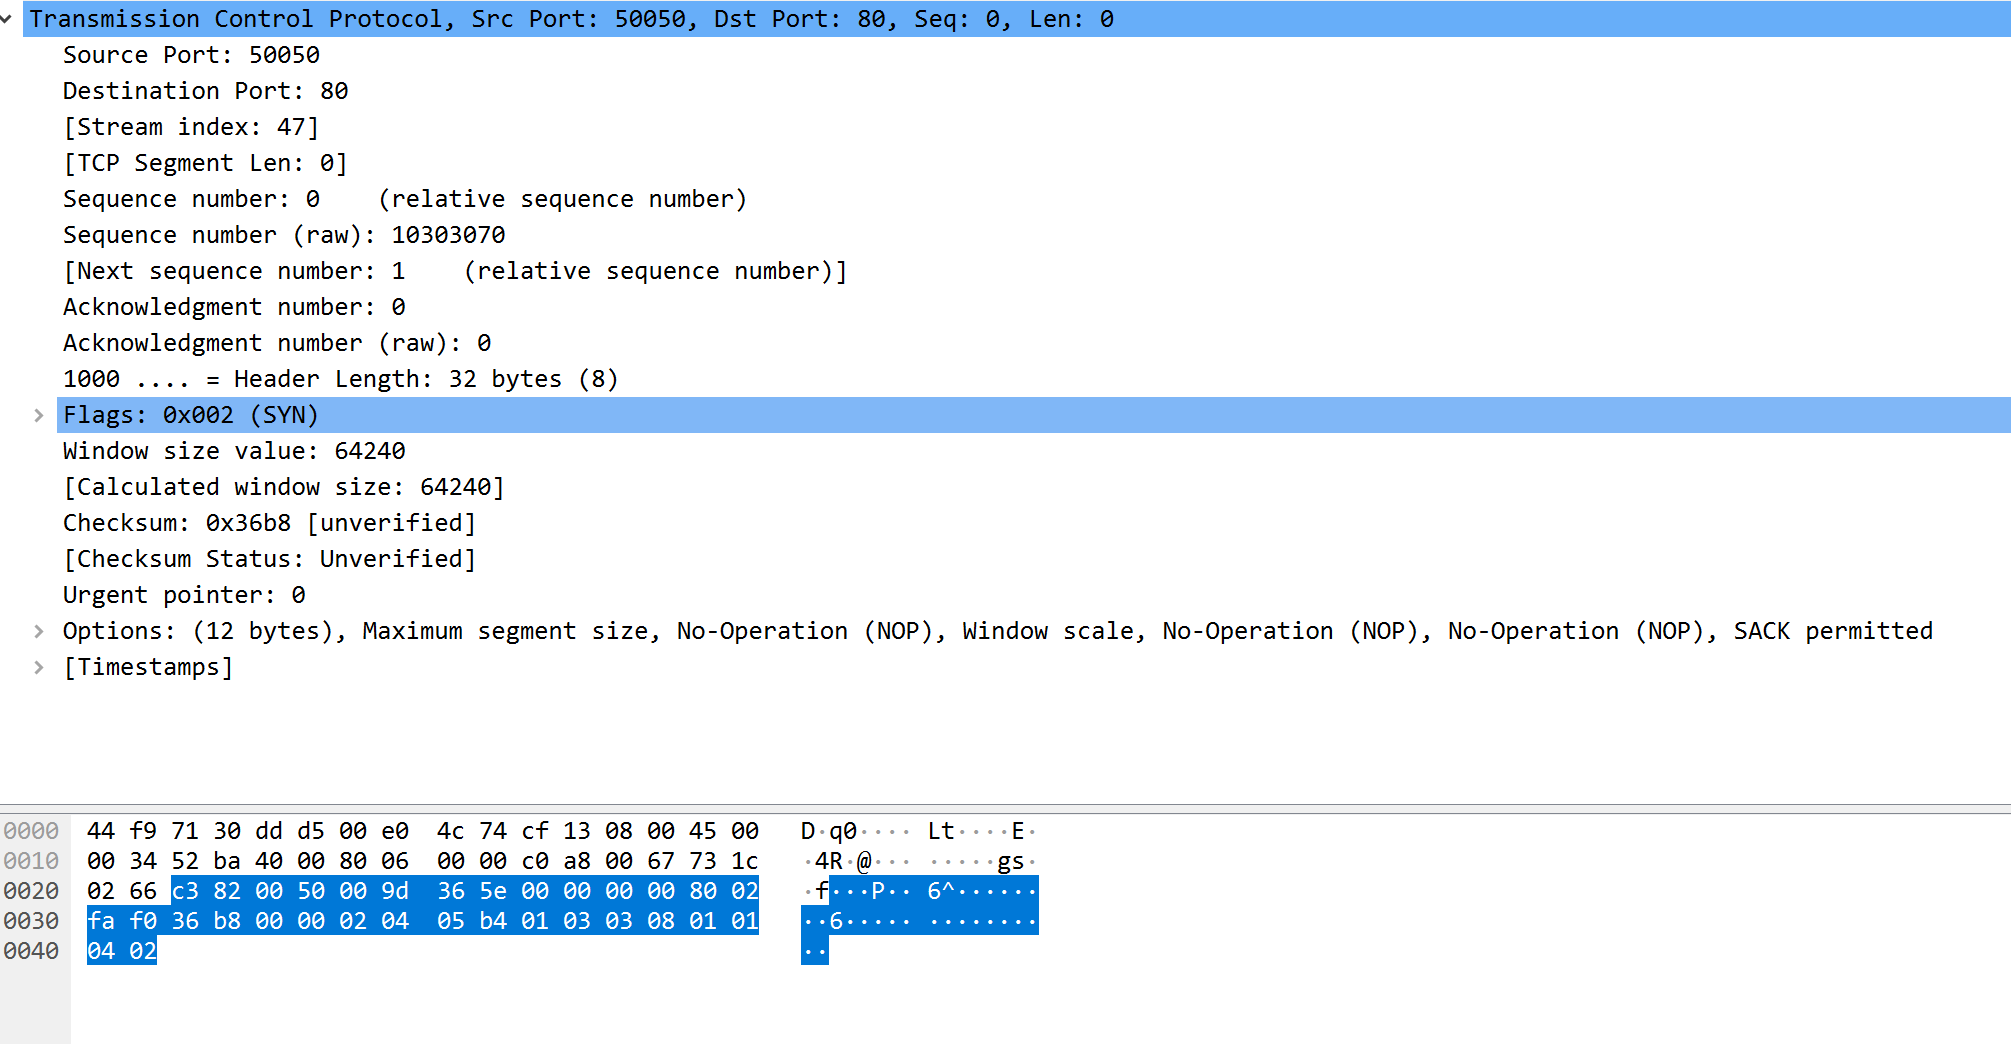 Transmission Control Protocol, Src Port: 50050, Dst Port: 80, Seq: 0, Len: 0
Source Port: 50050
Destination Port: 80
[Stream index: 47]
[TCP Segment Len: 0]
Sequence number: 0    (relative sequence number)
Sequence number (raw): 10303070
[Next sequence number: 1    (relative sequence number)]
Acknowledgment number: 0
Acknowledgment number (raw): 0
1000 .... = Header Length: 32 bytes (8)
Flags: 0x002 (SYN)
Window size value: 64240
[Calculated window size: 64240]
Checksum: 0x36b8 [unverified]
[Checksum Status: Unverified]
Urgent pointer: 0
Options: (12 bytes), Maximum segment size, No-Operation (NOP), Window scale, No-Operation (NOP), No-Operation (NOP), SACK permitted
[Timestamps]
0000  44 f9 71 30 dd d5 00 e0  4c 74 cf 13 08 00 45 00   D·q0···· Lt····E·
0010  00 34 52 ba 40 00 80 06  00 00 c0 a8 00 67 73 1c   ·4R·@··· ·····gs·
0020  02 66 c3 82 00 50 00 9d  36 5e 00 00 00 00 80 02   ·f···P·· 6^······
0030  fa f0 36 b8 00 00 02 04  05 b4 01 03 03 08 01 01   ··6····· ········
0040  04 02   ··